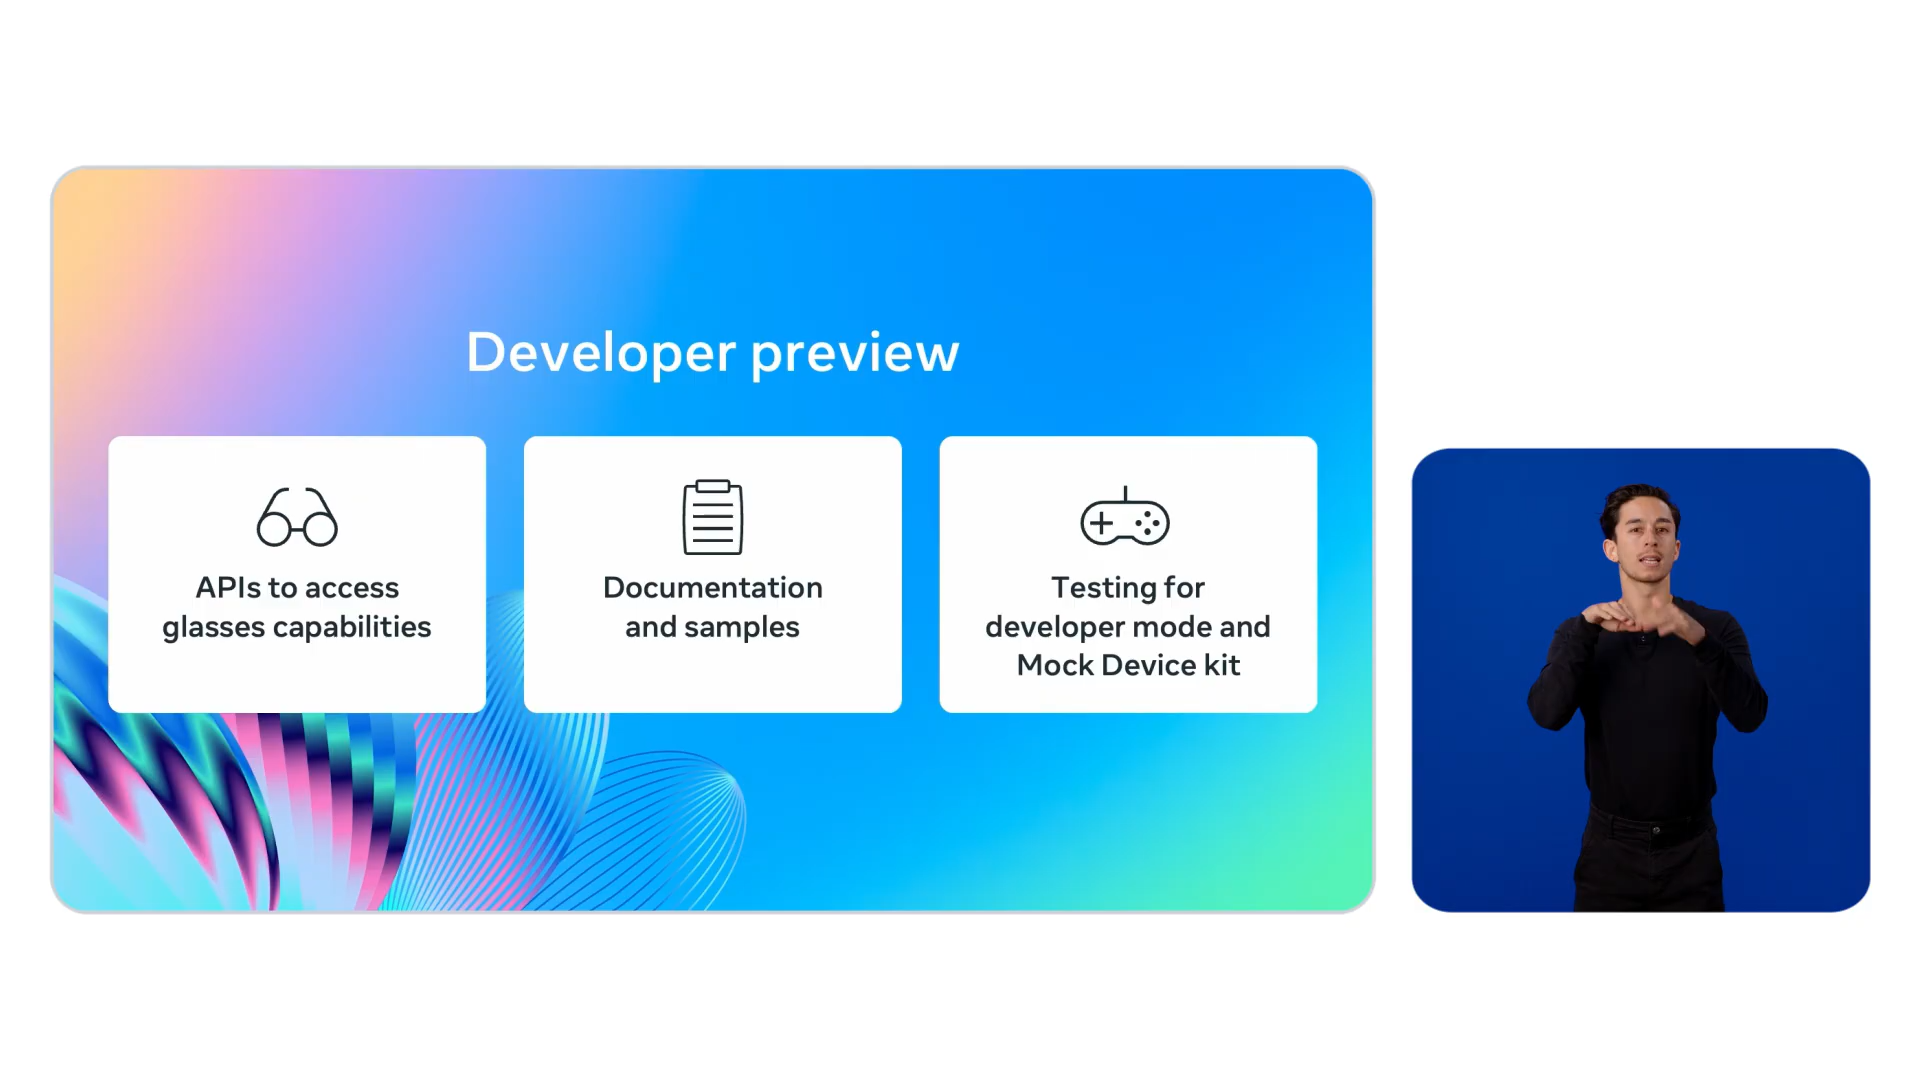 Developer preview
APIs to access
glasses capabilities
Documentation
and samples
Testing for
developer mode and
Mock Device kit